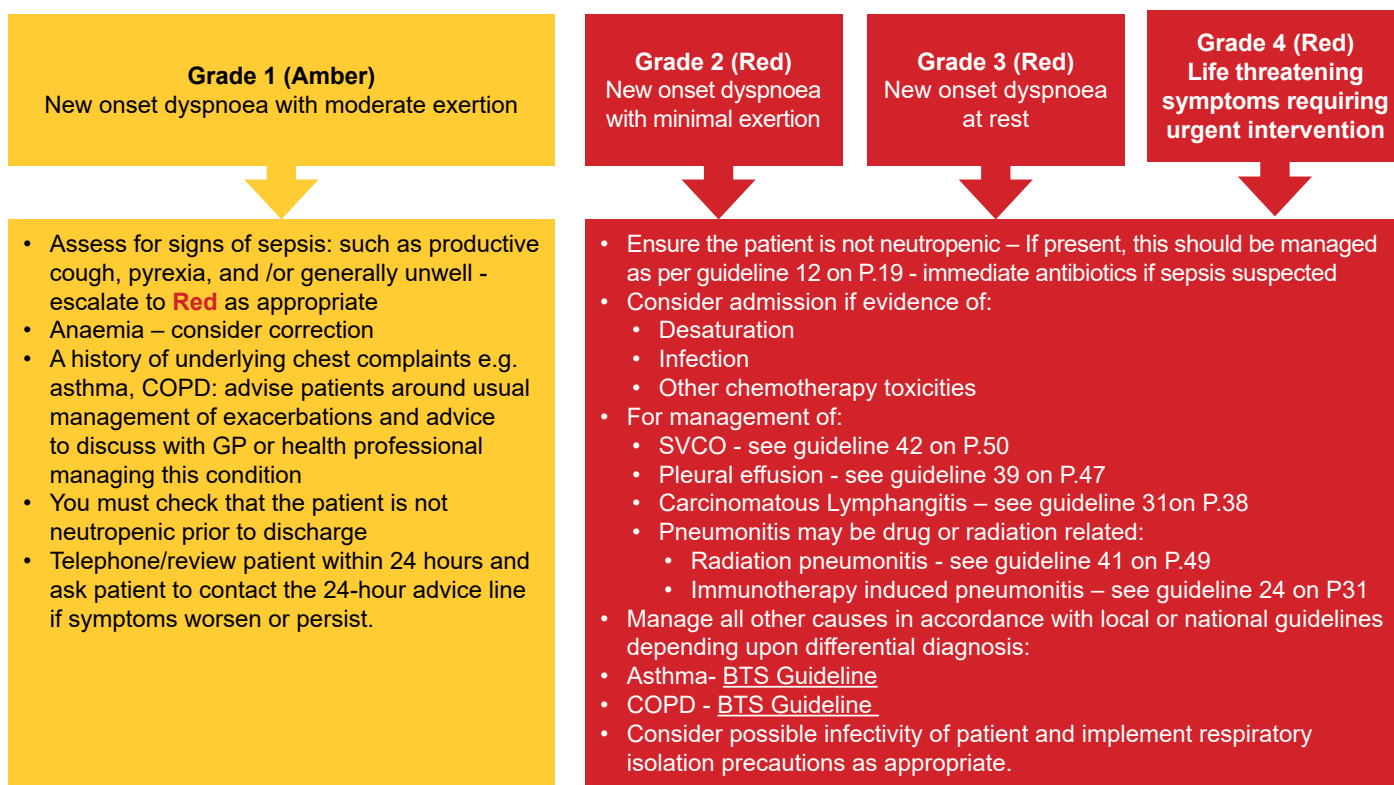 Grade 1 (Amber)
New onset dyspnoea with moderate exertion
Grade 2 (Red)
New onset dyspnoea
with minimal exertion
Grade 3 (Red)
New onset dyspnoea
at rest
Grade 4 (Red)
Life threatening
symptoms requiring
urgent intervention
• Assess for signs of sepsis: such as productive
cough, pyrexia, and /or generally unwell -
escalate to Red as appropriate
• Anaemia – consider correction
• A history of underlying chest complaints e.g.
asthma, COPD: advise patients around usual
management of exacerbations and advice
to discuss with GP or health professional
managing this condition
• You must check that the patient is not
neutropenic prior to discharge
• Telephone/review patient within 24 hours and
ask patient to contact the 24-hour advice line
if symptoms worsen or persist.
• Ensure the patient is not neutropenic – If present, this should be managed
as per guideline 12 on P.19 - immediate antibiotics if sepsis suspected
• Consider admission if evidence of:
• Desaturation
• Infection
• Other chemotherapy toxicities
• For management of:
• SVCO - see guideline 42 on P.50
• Pleural effusion - see guideline 39 on P.47
• Carcinomatous Lymphangitis – see guideline 31on P.38
• Pneumonitis may be drug or radiation related:
• Radiation pneumonitis - see guideline 41 on P.49
• Immunotherapy induced pneumonitis – see guideline 24 on P31
• Manage all other causes in accordance with local or national guidelines
depending upon differential diagnosis:
• Asthma- BTS Guideline
• COPD - BTS Guideline
• Consider possible infectivity of patient and implement respiratory
isolation precautions as appropriate.